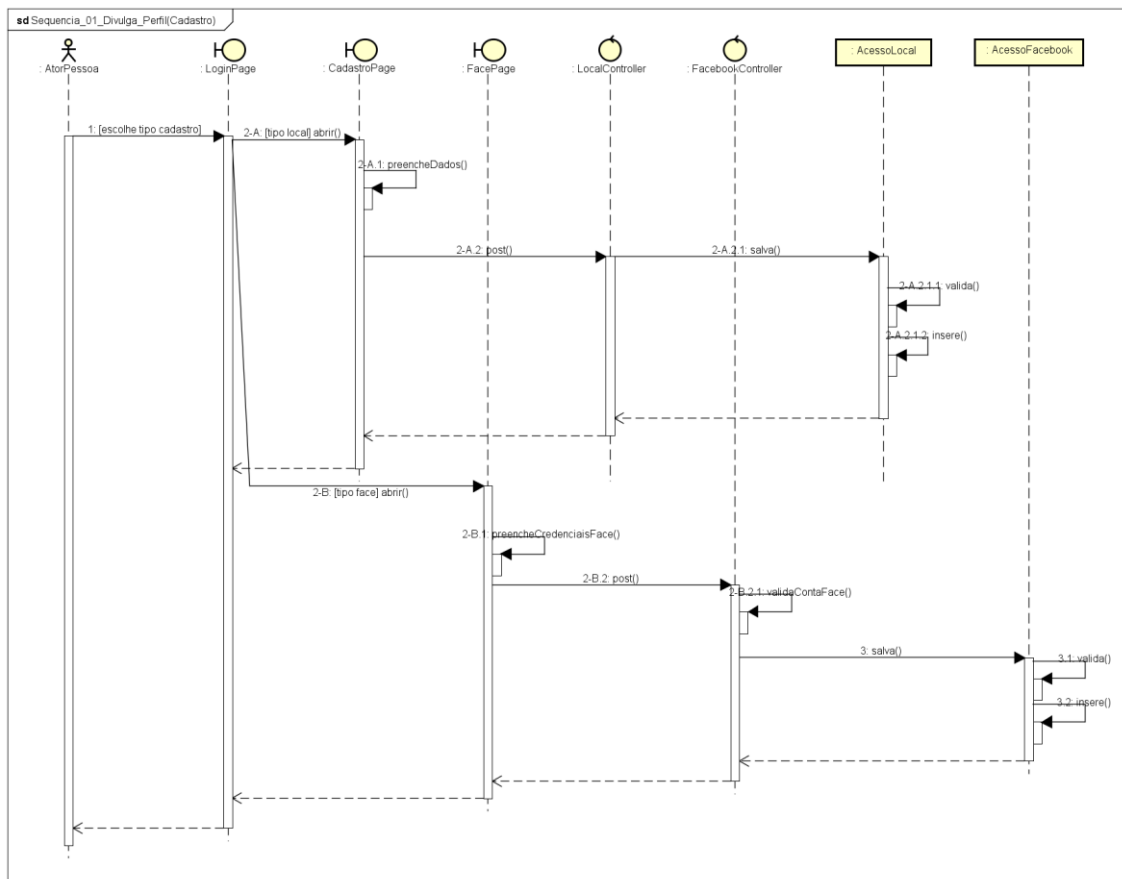 sd Sequencia_01_Divulga_Perfil(Cadastro)
: AtorPessoa
: LoginPage
: CadastroPage
: FacePage
: LocalController
: FacebookController
: AcessoLocal
: AcessoFacebook
1: [escolhe tipo cadastro]
2-A: [tipo local] abrir()
2-A.1: preencheDados()
2-A.2: post()
2-A.2.1: salva()
2-A.2.1.1: valida()
2-A.2.1.2: insere()
2-B: [tipo face] abrir()
2-B.1: preencheCredenciaisFace()
2-B.2: post()
2-B.2.1: validaContaFace()
3: salva()
3.1: valida()
3.2: insere()